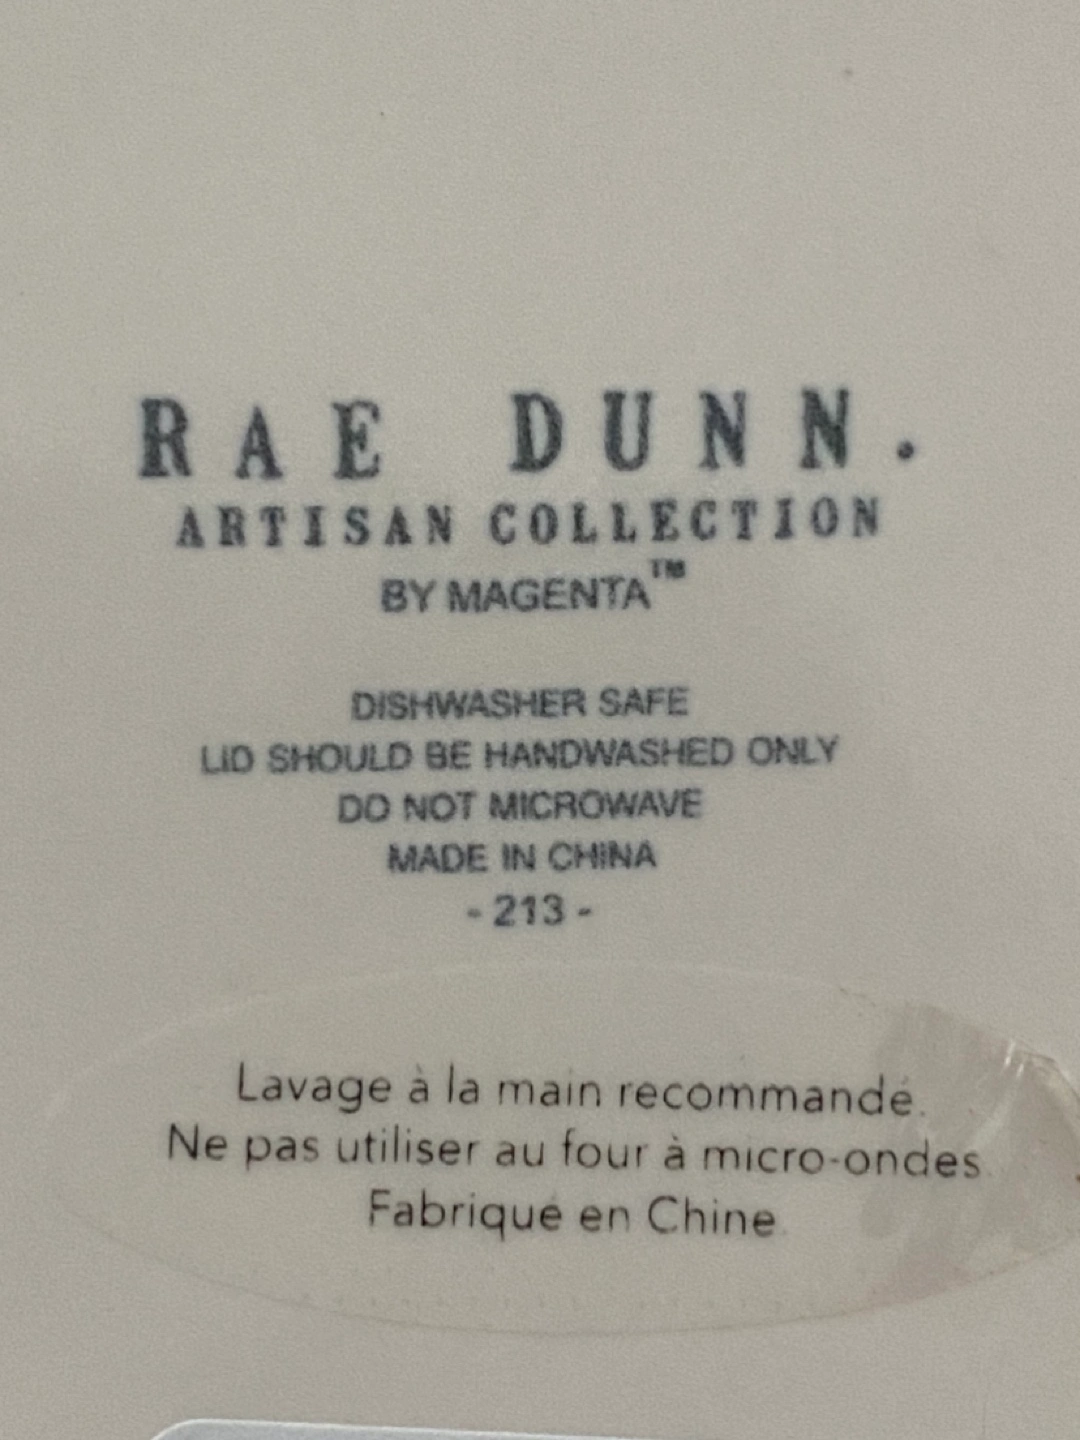 RAE DUNN.
ARTISAN COLLECTION
BY MAGENTA™
DISHWASHER SAFE
LID SHOULD BE HANDWASHED ONLY
DO NOT MICROWAVE
MADE IN CHINA
- 213 -
Lavage à la main recommandé.
Ne pas utiliser au four à micro-ondes.
Fabriqué en Chine.